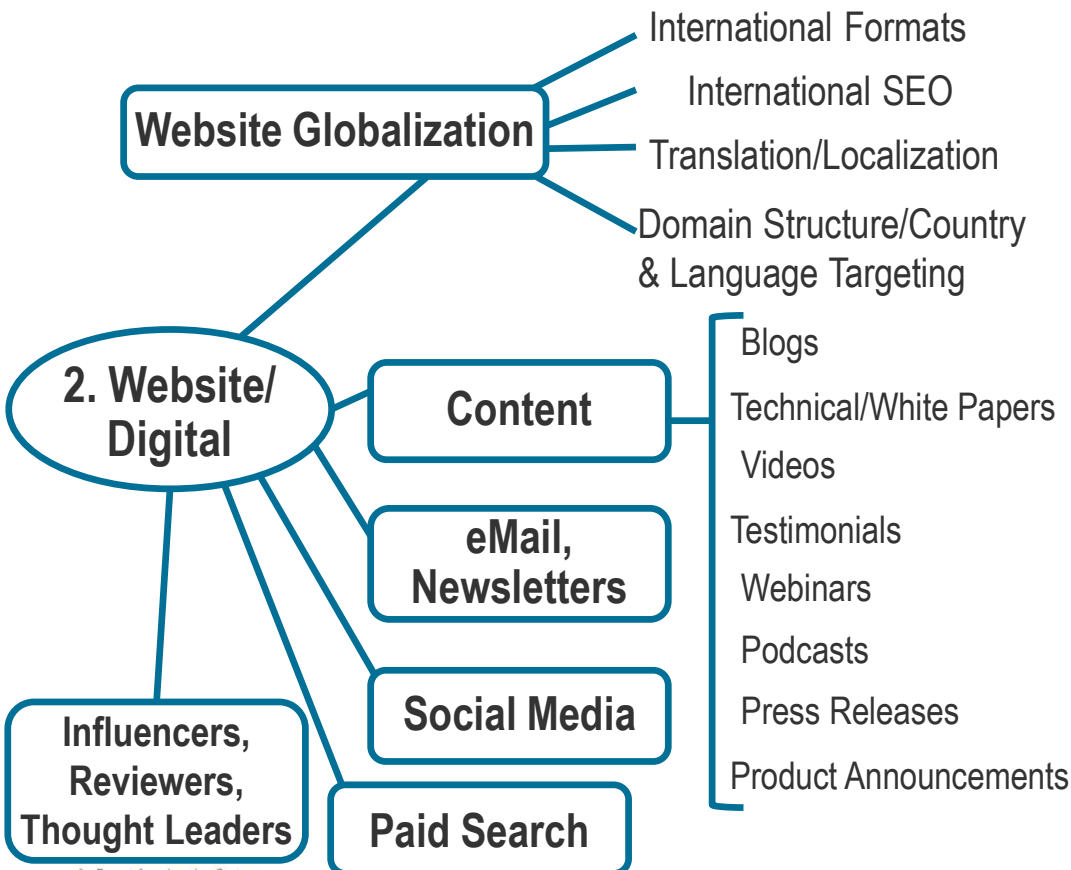 International Formats
International SEO
Website Globalization
Translation/Localization
Domain Structure/Country
& Language Targeting
2. Website/
Digital
Content
Blogs
Technical/White Papers
Videos
Testimonials
Webinars
Podcasts
Press Releases
Product Announcements
eMail,
Newsletters
Social Media
Paid Search
Influencers,
Reviewers,
Thought Leaders